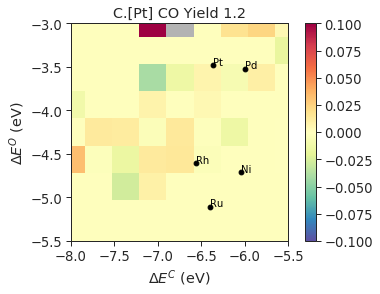 C.[Pt] CO Yield 1.2
−3.0
−3.5
−4.0
−4.5
−5.0
−5.5
ΔE^O (eV)
Pt
Pd
Rh
Ni
Ru
−8.0 −7.5 −7.0 −6.5 −6.0 −5.5
ΔE^C (eV)
0.100
0.075
0.050
0.025
0.000
−0.025
−0.050
−0.075
−0.100